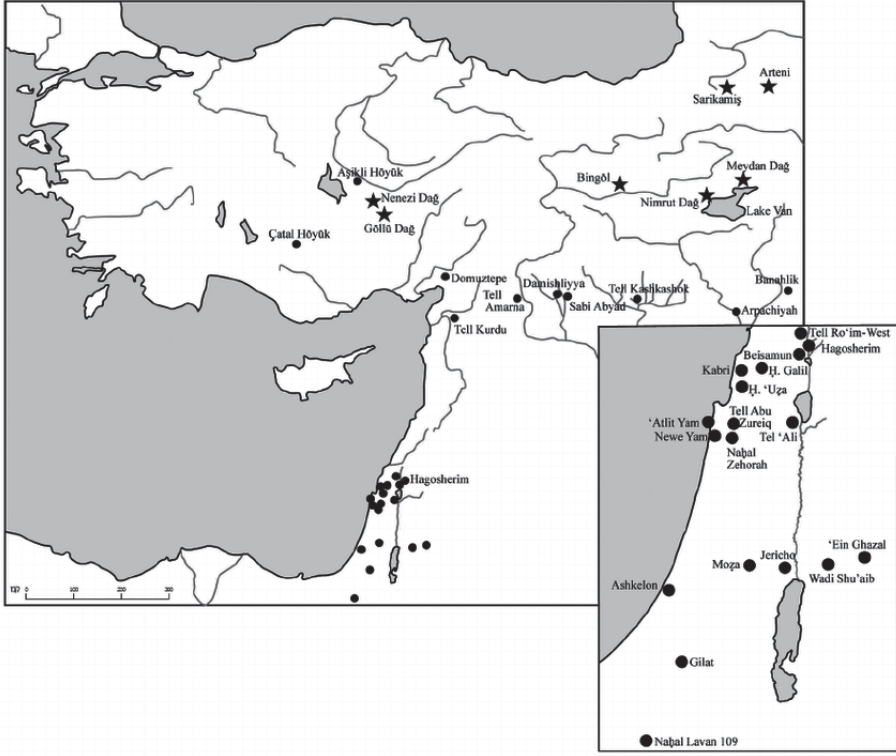 Arteni
Sarikamiş
Meydan Dağ
Bingöl
Nimrut Dağ
Lake Van
Aşikli Höyük
Nenezi Dağ
Göllü Dağ
Çatal Höyük
Domuztepe
Damishliyya
Tell Kashkashok
Banahlik
Tell
Amarna
Sabi Abyad
Arpachiyah
Tell Kurdu
Tell Ro‘im-West
Hagosherim
Beisamun
Kabri
Ḥ. Galil
Ḥ. ‘Uẓa
‘Atlit Yam
Tell Abu
Zureiq
Newe Yam
Tel ‘Ali
Naḥal
Zehorah
Hagosherim
‘Ein Ghazal
Jericho
Moẓa
Wadi Shu‘aib
Ashkelon
0 100 200 300
Gilat
Naḥal Lavan 109